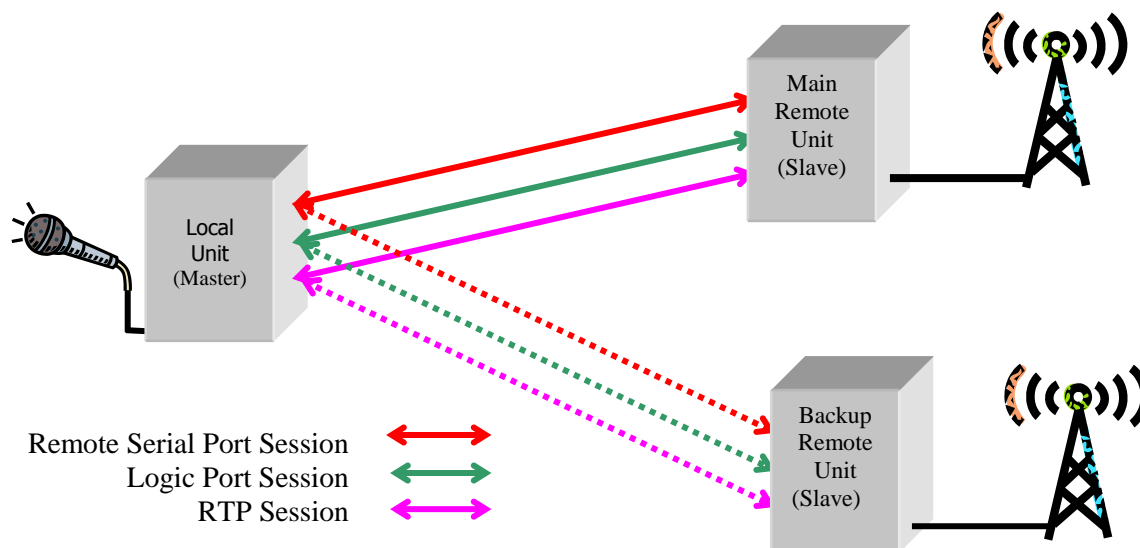 Main
Remote
Unit
(Slave)
Local
Unit
(Master)
Backup
Remote
Unit
(Slave)
Remote Serial Port Session
Logic Port Session
RTP Session